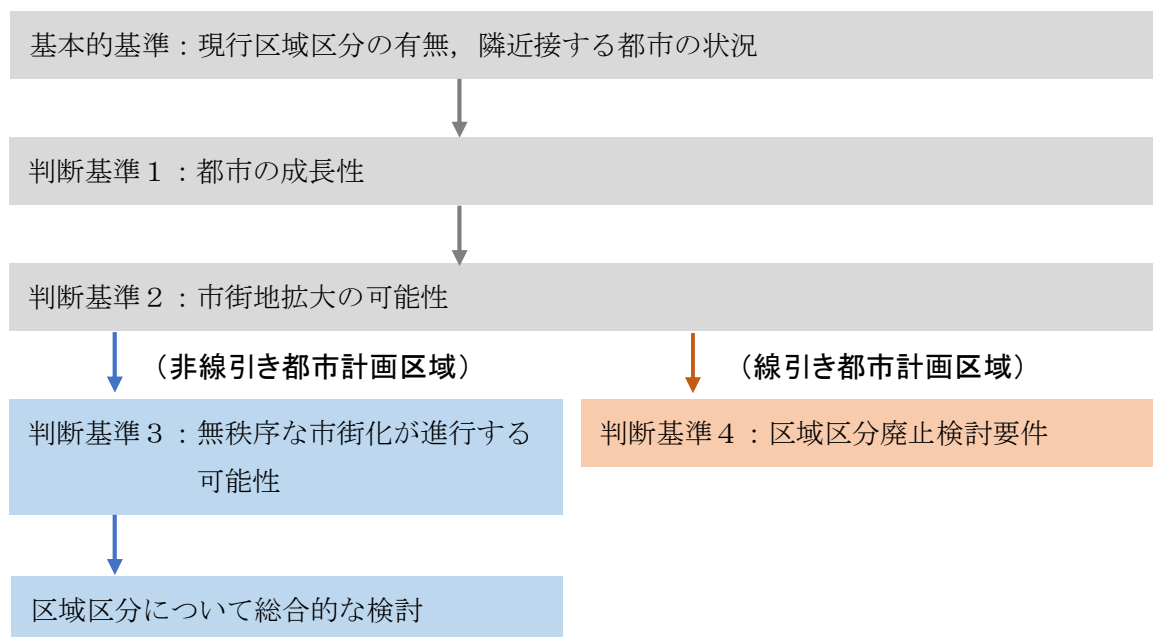 基本的基準：現行区域区分の有無，隣近接する都市の状況
判断基準１：都市の成長性
判断基準２：市街地拡大の可能性
（非線引き都市計画区域）
（線引き都市計画区域）
判断基準３：無秩序な市街化が進行する
可能性
判断基準４：区域区分廃止検討要件
区域区分について総合的な検討